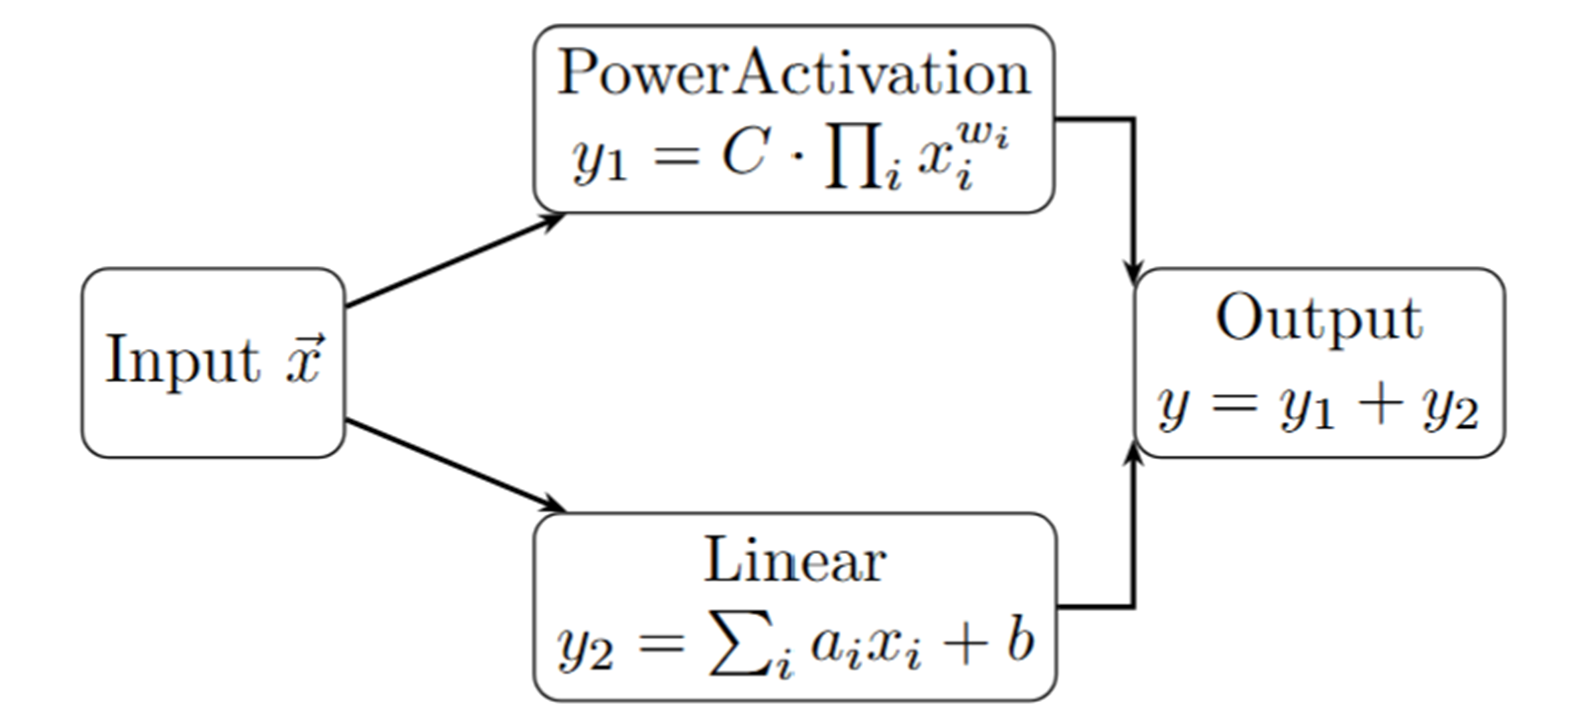 PowerActivation
y₁ = C · ∏ᵢ xᵢ^{wᵢ}
Input x⃗
Output
y = y₁ + y₂
Linear
y₂ = ∑ᵢ aᵢxᵢ + b